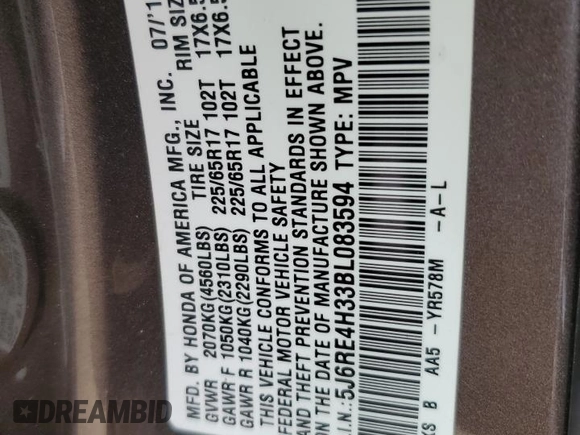 MFD. BY HONDA OF AMERICA MFG., INC. 07/'1
GVWR 2070KG(4560LBS) TIRE SIZE RIM SIZ
GAWR F 1050KG(2310LBS) 225/65R17 102T 17X6.5
GAWR R 1040KG(2290LBS) 225/65R17 102T 17X6.5
THIS VEHICLE CONFORMS TO ALL APPLICABLE
FEDERAL MOTOR VEHICLE SAFETY
AND THEFT PREVENTION STANDARDS IN EFFECT
ON THE DATE OF MANUFACTURE SHOWN ABOVE.
I.N.: 5J6RE4H33BL083594 TYPE: MPV
KS B AA5 - YR578M -A-L
DREAMBID